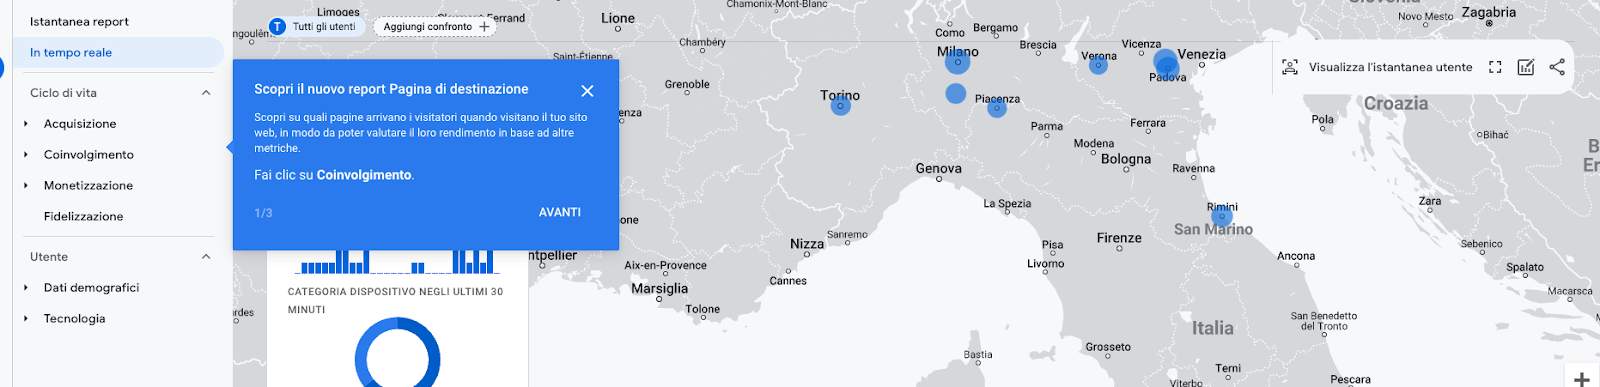 Istantanea report
In tempo reale
Ciclo di vita
Acquisizione
Coinvolgimento
Monetizzazione
Fidelizzazione
Utente
Dati demografici
Tecnologia
T Tutti gli utenti
Aggiungi confronto +
Scopri il nuovo report Pagina di destinazione
Scopri su quali pagine arrivano i visitatori quando visitano il tuo sito
web, in modo da poter valutare il loro rendimento in base ad altre
metriche.
Fai clic su Coinvolgimento.
1/3
AVANTI
CATEGORIA DISPOSITIVO NEGLI ULTIMI 30
MINUTI
Visualizza l'istantanea utente
Limoges
Lione
Chamonix-Mont-Blanc
Chambéry
Saint-Étienne
Grenoble
Torino
Como
Bergamo
Milano
Brescia
Verona
Vicenza
Venezia
Padova
Piacenza
Parma
Ferrara
Modena
Bologna
Ravenna
Genova
La Spezia
Rimini
San Marino
Nizza
Sanremo
Cannes
Pisa
Livorno
Firenze
Ancona
Aix-en-Provence
Marsiglia
Tolone
Italia
San Benedetto
del Tronto
Grosseto
Bastia
Terni
Viterbo
Pescara
Novo Mesto
Zagabria
Croazia
Pola
Bihać
Zara
Sebenico
Spalato
Macarsca
+